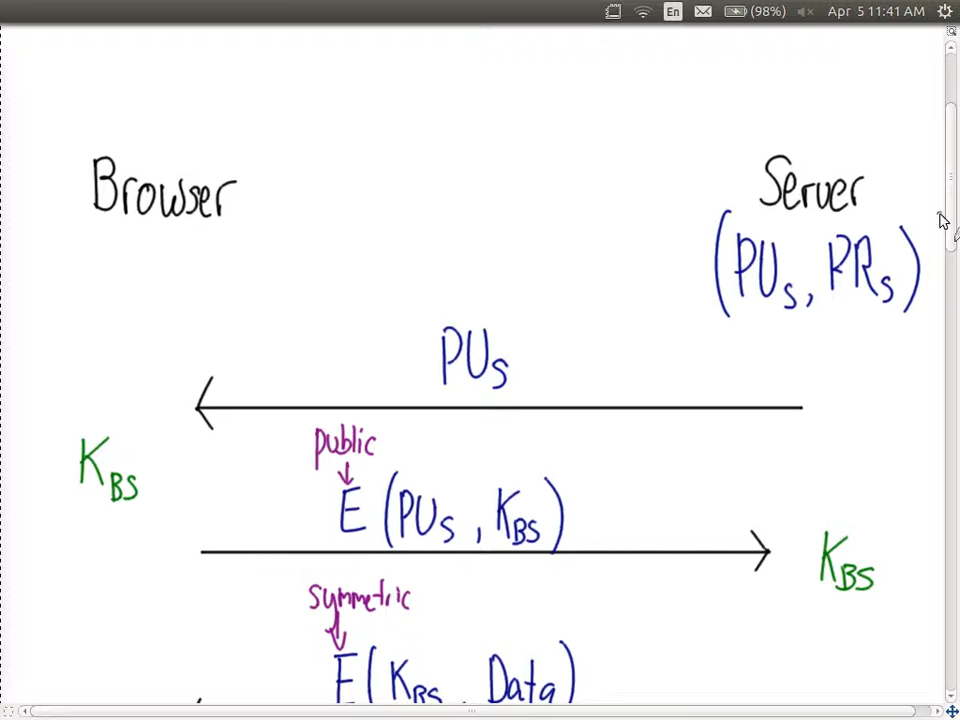 En (98%) Apr 5 11:41 AM
Browser
Server
(PUs, PRs)
PUs
KBS
public
E (PUs, KBS)
KBS
symmetric
E(KBS, Data)